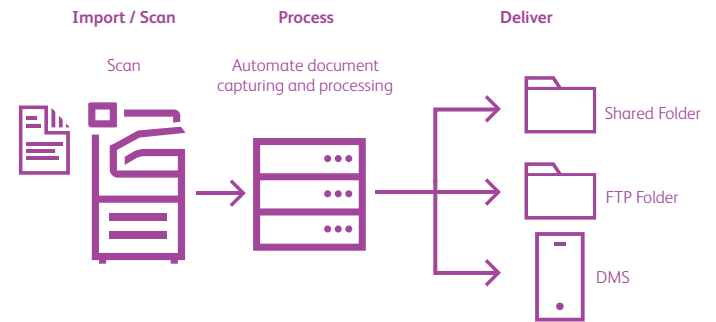 Import / Scan
Process
Deliver
Scan
Automate document
capturing and processing
Shared Folder
FTP Folder
DMS